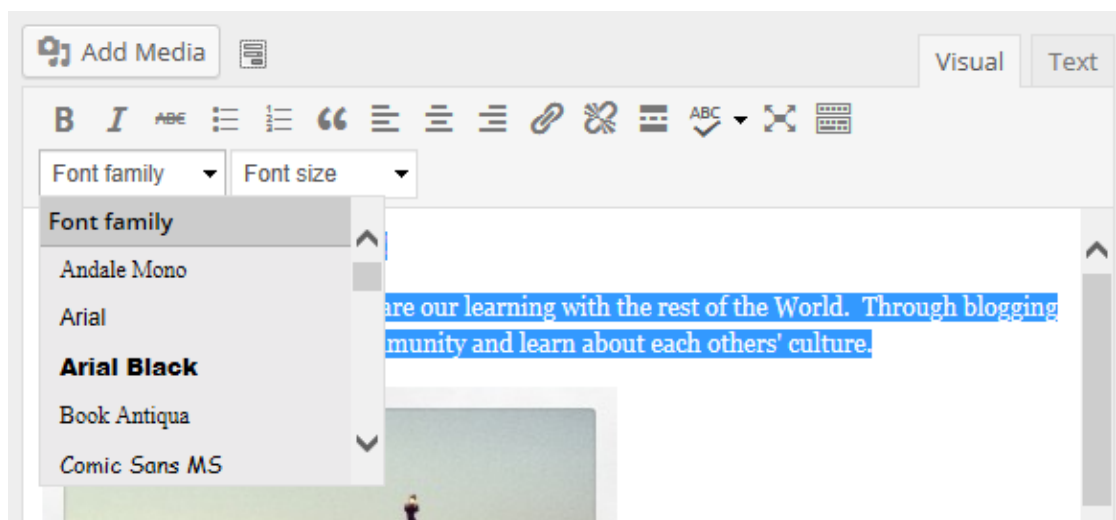 Add Media
Visual Text
B I ABE ABC
Font family Font size
Font family
Andale Mono
Arial
Arial Black
Book Antiqua
Comic Sans MS
are our learning with the rest of the World. Through blogging
munity and learn about each others' culture.